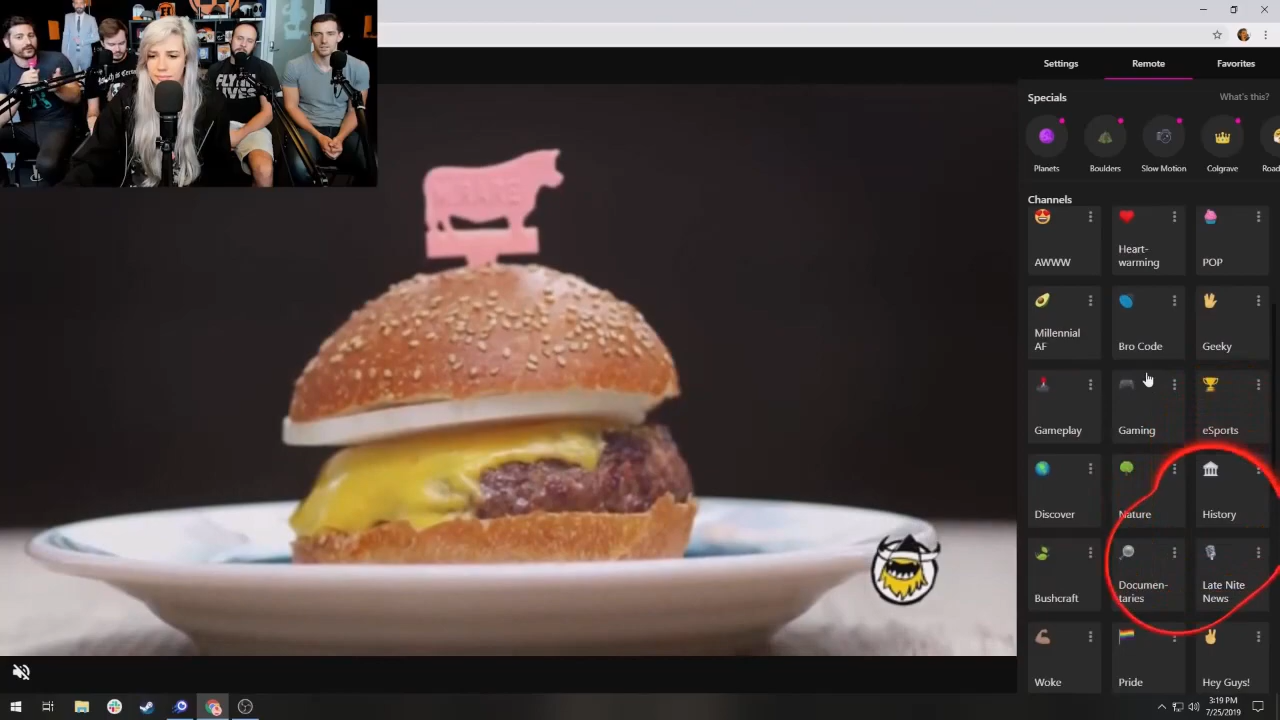 FLYNN
LIVES
Settings
Remote
Favorites
Specials
What's this?
Planets
Boulders
Slow Motion
Colgrave
Road
Channels
AWWW
Heart-
warming
POP
Millennial
AF
Bro Code
Geeky
Gameplay
Gaming
eSports
Discover
Nature
History
Bushcraft
Documen-
taries
Late Nite
News
Woke
Pride
Hey Guys!
3:19 PM
7/25/2019